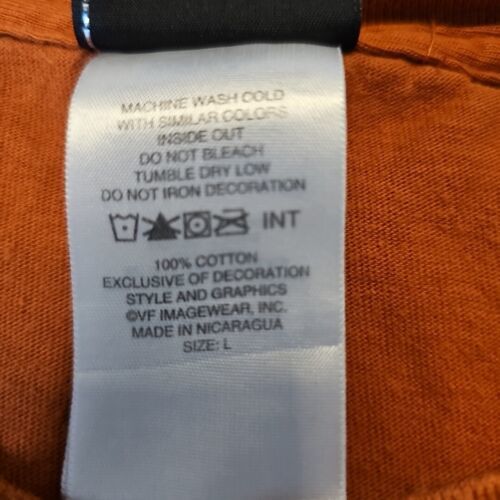 MACHINE WASH COLD
WITH SIMILAR COLORS
INSIDE OUT
DO NOT BLEACH
TUMBLE DRY LOW
DO NOT IRON DECORATION
INT
100% COTTON
EXCLUSIVE OF DECORATION
STYLE AND GRAPHICS
©VF IMAGEWEAR, INC.
MADE IN NICARAGUA
SIZE: L